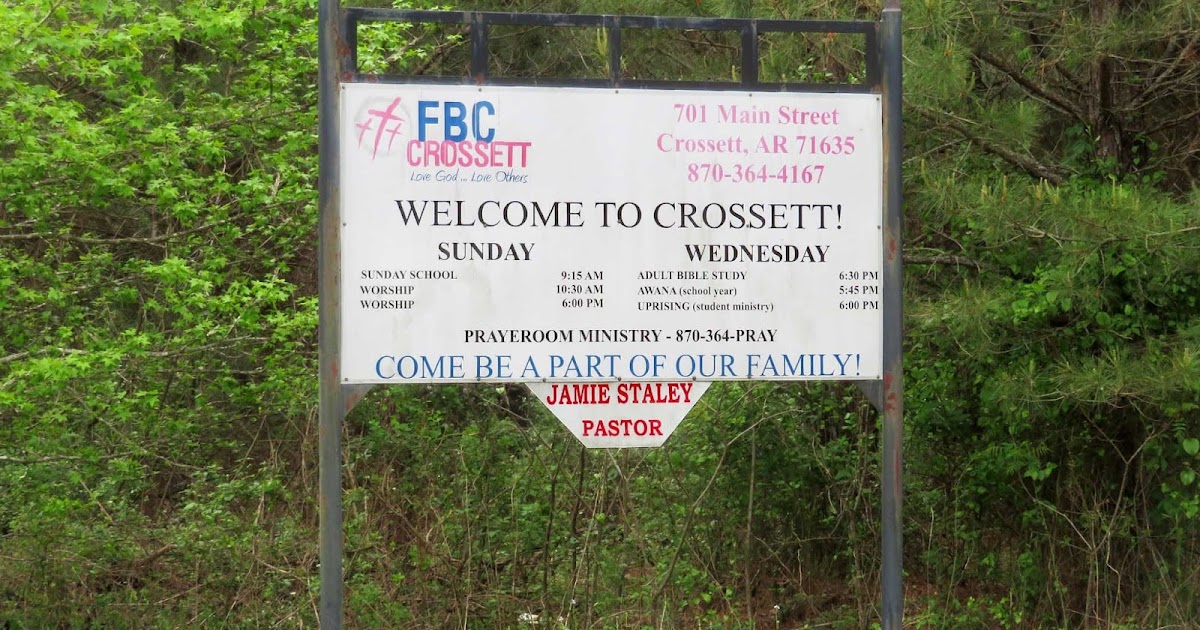 FBC
CROSSETT
Love God ... Love Others
701 Main Street
Crossett, AR 71635
870-364-4167
WELCOME TO CROSSETT!
SUNDAY
SUNDAY SCHOOL 9:15 AM
WORSHIP 10:30 AM
WORSHIP 6:00 PM
WEDNESDAY
ADULT BIBLE STUDY 6:30 PM
AWANA (school year) 5:45 PM
UPRISING (student ministry) 6:00 PM
PRAYEROOM MINISTRY - 870-364-PRAY
COME BE A PART OF OUR FAMILY!
JAMIE STALEY
PASTOR